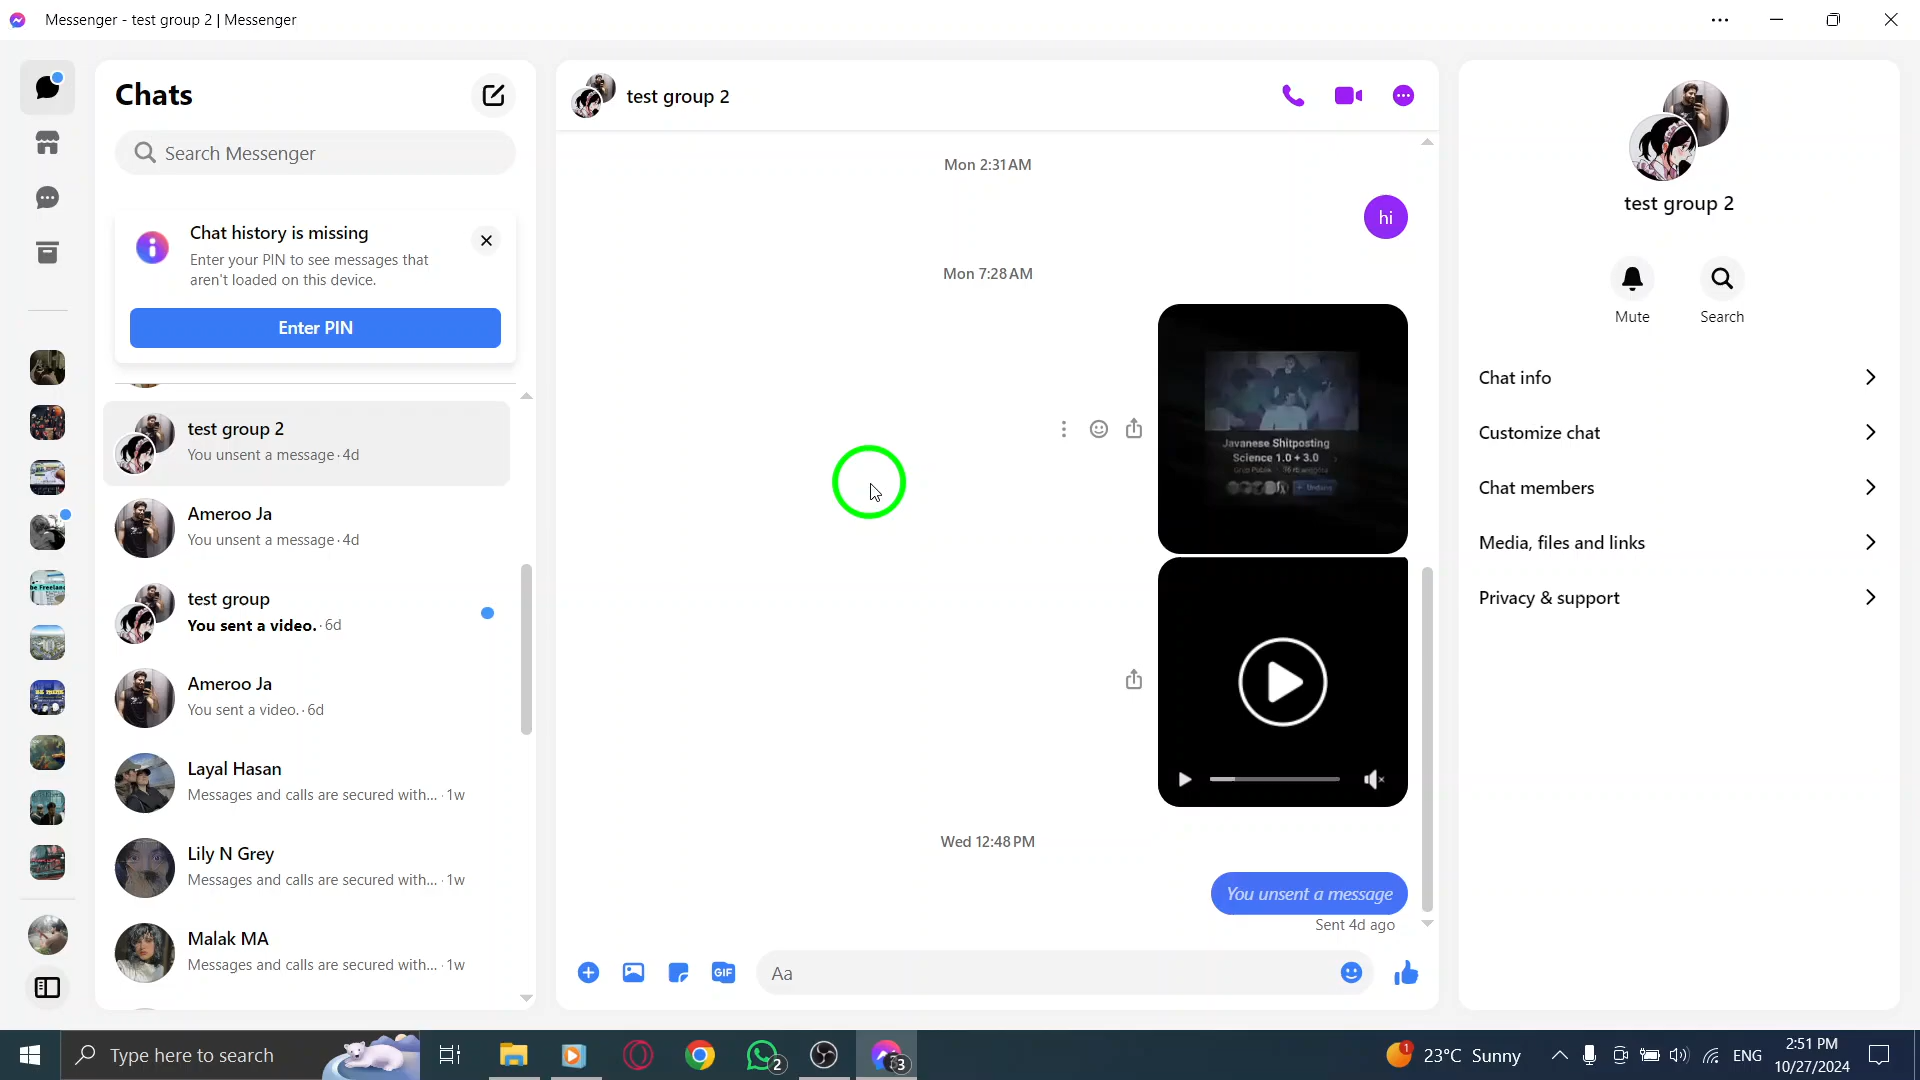 Messenger - test group 2 | Messenger
Chats
Search Messenger
Chat history is missing
Enter your PIN to see messages that
aren't loaded on this device.
Enter PIN
test group 2
You unsent a message · 4d
Ameroo Ja
You unsent a message · 4d
test group
You sent a video. · 6d
Ameroo Ja
You sent a video. · 6d
Layal Hasan
Messages and calls are secured with... · 1w
Lily N Grey
Messages and calls are secured with... · 1w
Malak MA
Messages and calls are secured with... · 1w
test group 2
Mon 2:31 AM
hi
Mon 7:28 AM
Javanese Shitposting
Science 1.0 + 3.0
Wed 12:48 PM
You unsent a message
Sent 4d ago
GIF
Aa
test group 2
Mute
Search
Chat info
Customize chat
Chat members
Media, files and links
Privacy & support
Type here to search
2
3
1
23°C Sunny
ENG
2:51 PM
10/27/2024